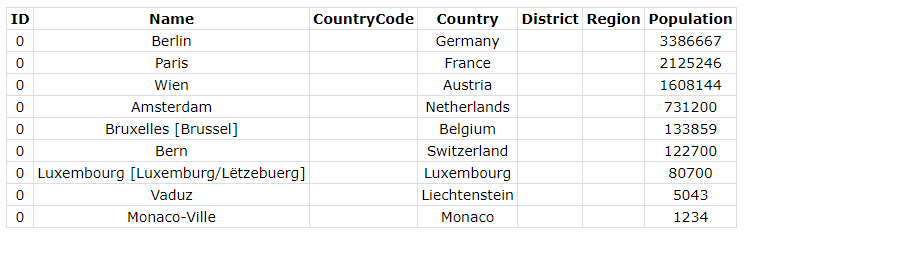 ID Name CountryCode Country District Region Population
0 Berlin Germany 3386667
0 Paris France 2125246
0 Wien Austria 1608144
0 Amsterdam Netherlands 731200
0 Bruxelles [Brussel] Belgium 133859
0 Bern Switzerland 122700
0 Luxembourg [Luxemburg/Lëtzebuerg] Luxembourg 80700
0 Vaduz Liechtenstein 5043
0 Monaco-Ville Monaco 1234